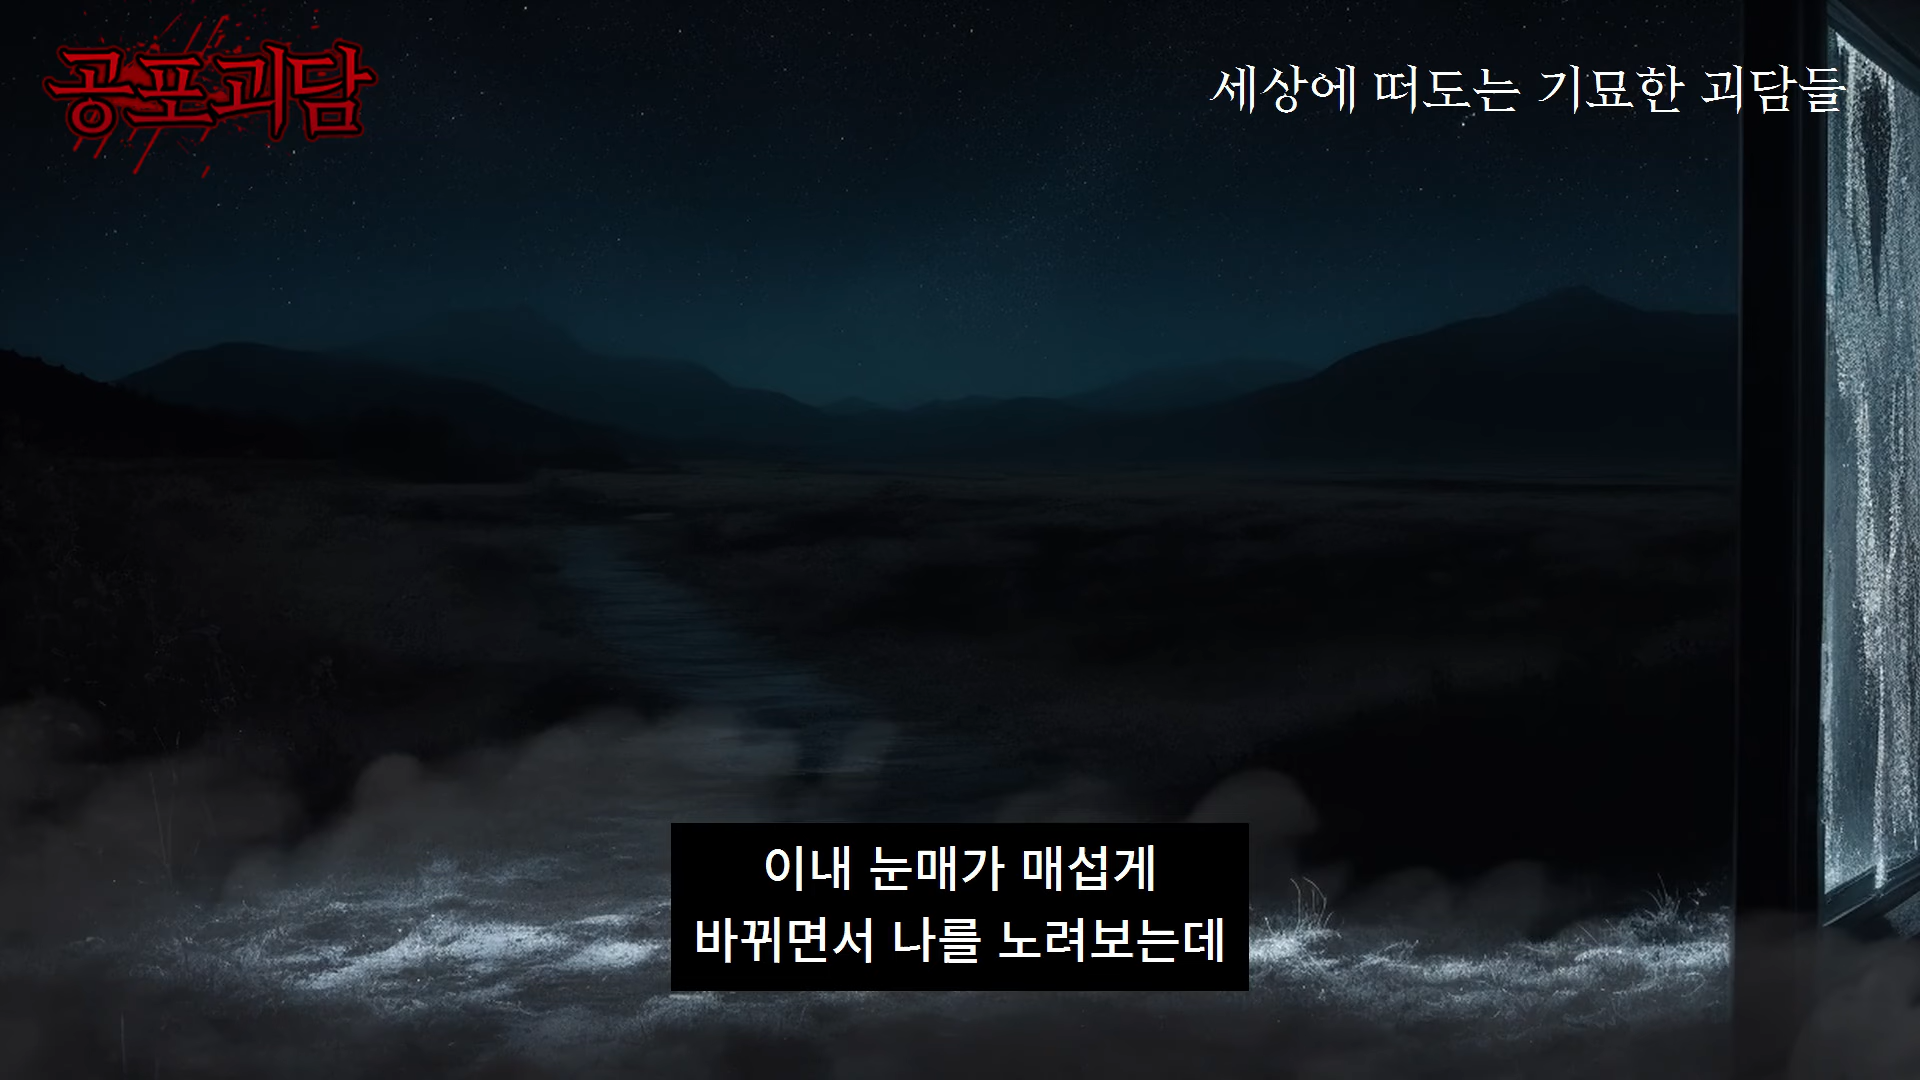 공포괴담
세상에 떠도는 기묘한 괴담들
이내 눈매가 매섭게
바뀌면서 나를 노려보는데